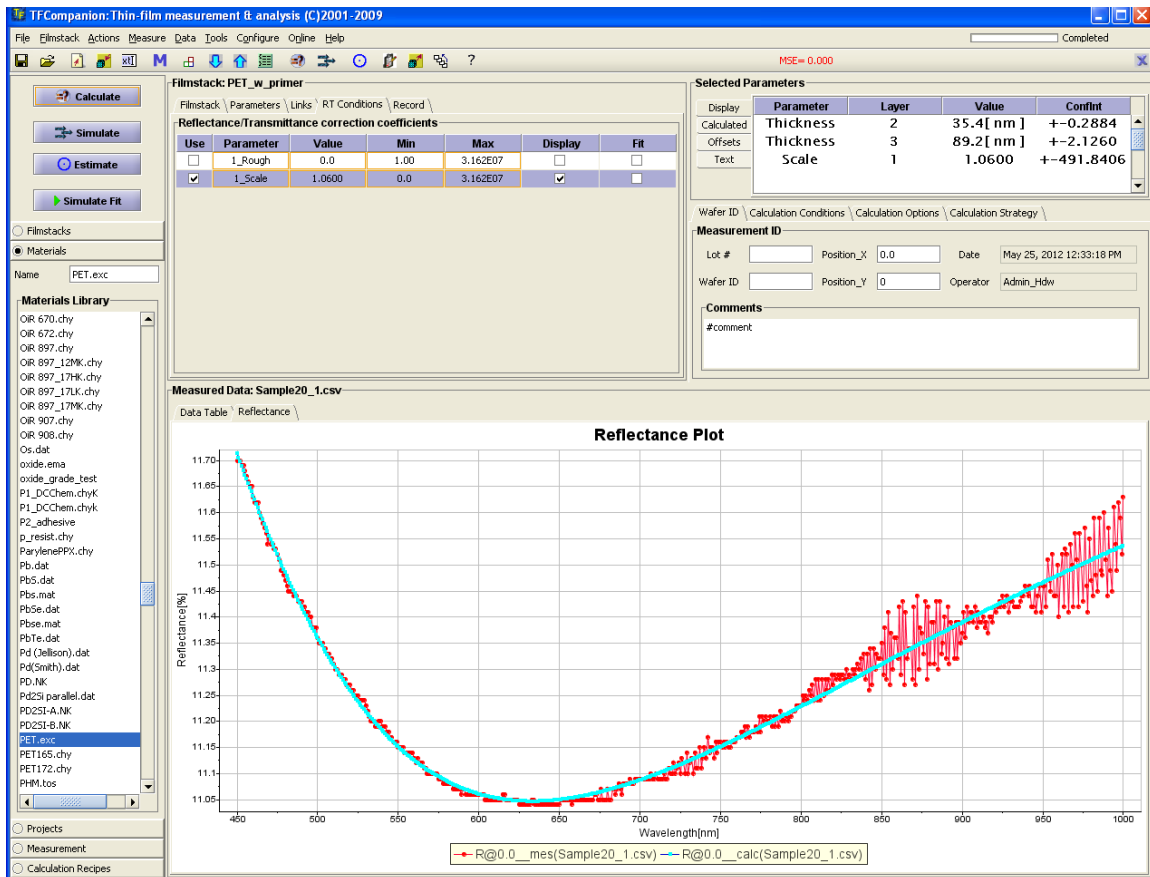 TFCompanion: Thin-film measurement & analysis (C)2001-2009
File Filmstack Actions Measure Data Tools Configure Online Help
Completed
MSE= 0.000
Calculate
Simulate
Estimate
Simulate Fit
Filmstacks
Materials
Name PET.exc
Materials Library
OiR 670.chy
OiR 672.chy
OiR 897.chy
OiR 897_12MK.chy
OiR 897_17HK.chy
OiR 897_17LK.chy
OiR 897_17MK.chy
OiR 907.chy
OiR 908.chy
Os.dat
oxide.ema
oxide_grade_test
P1_DCChem.chyK
P1_DCChem.chyk
P2_adhesive
p_resist.chy
ParylenePPX.chy
Pb.dat
PbS.dat
Pbs.mat
PbSe.dat
Pbse.mat
PbTe.dat
Pd (Jellison).dat
Pd(Smith).dat
PD.NK
Pd2Si parallel.dat
PD2SI-A.NK
PD2SI-B.NK
PET.exc
PET165.chy
PET172.chy
PHM.tos
Projects
Measurement
Calculation Recipes
Filmstack: PET_w_primer
Filmstack Parameters Links RT Conditions Record
Reflectance/Transmittance correction coefficients
Use Parameter Value Min Max Display Fit
1_Rough 0.0 1.00 3.162E07
1_Scale 1.0600 0.0 3.162E07
Selected Parameters
Display
Calculated
Offsets
Text
Parameter Layer Value ConfInt
Thickness 2 35.4[ nm ] +-0.2884
Thickness 3 89.2[ nm ] +-2.1260
Scale 1 1.0600 +-491.8406
Wafer ID Calculation Conditions Calculation Options Calculation Strategy
Measurement ID
Lot # Position_X 0.0 Date May 25, 2012 12:33:18 PM
Wafer ID Position_Y 0 Operator Admin_Hdw
Comments
#comment
Measured Data: Sample20_1.csv
Data Table Reflectance
Reflectance Plot
11.70
11.65
11.6
11.55
11.5
11.45
11.4
11.35
11.3
11.25
11.20
11.15
11.1
11.05
Reflectance[%]
450 500 550 600 650 700 750 800 850 900 950 1000
Wavelength[nm]
R@0.0__mes(Sample20_1.csv) R@0.0__calc(Sample20_1.csv)